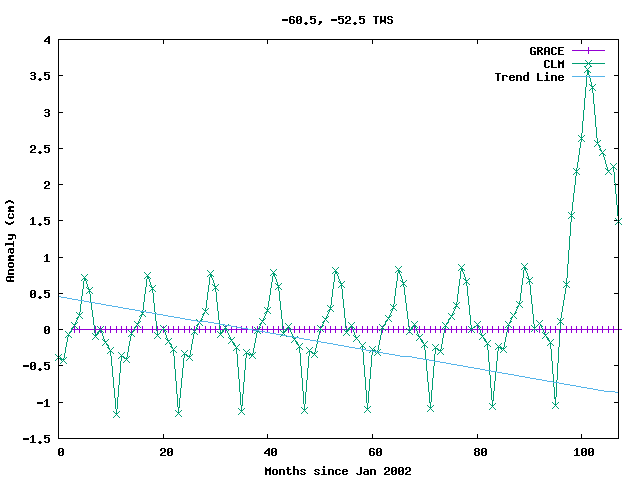 -60.5, -52.5 TWS
GRACE
CLM
Trend Line
4
3.5
3
2.5
2
1.5
1
0.5
0
-0.5
-1
-1.5
Anomaly (cm)
0 20 40 60 80 100
Months since Jan 2002